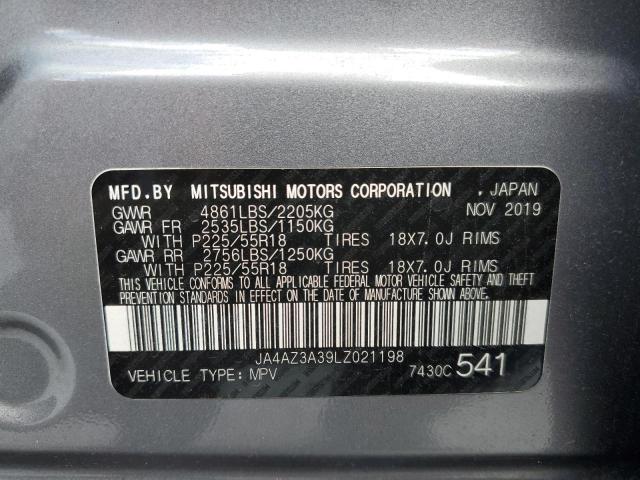 MFD.BY MITSUBISHI MOTORS CORPORATION , JAPAN
GVWR 4861LBS/2205KG NOV 2019
GAWR FR 2535LBS/1150KG
WITH P225/55R18 TIRES 18X7.0J RIMS
GAWR RR 2756LBS/1250KG
WITH P225/55R18 TIRES 18X7.0J RIMS
THIS VEHICLE CONFORMS TO ALL APPLICABLE FEDERAL MOTOR VEHICLE SAFETY AND THEFT
PREVENTION STANDARDS IN EFFECT ON THE DATE OF MANUFACTURE SHOWN ABOVE.
JA4AZ3A39LZ021198
VEHICLE TYPE: MPV 7430C 541